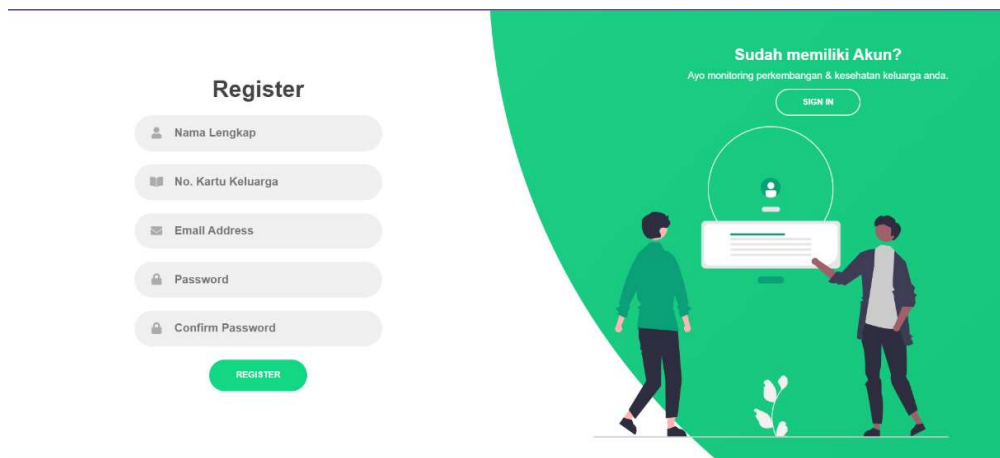 Register
Nama Lengkap
No. Kartu Keluarga
Email Address
Password
Confirm Password
REGISTER
Sudah memiliki Akun?
Ayo monitoring perkembangan & kesehatan keluarga anda.
SIGN IN